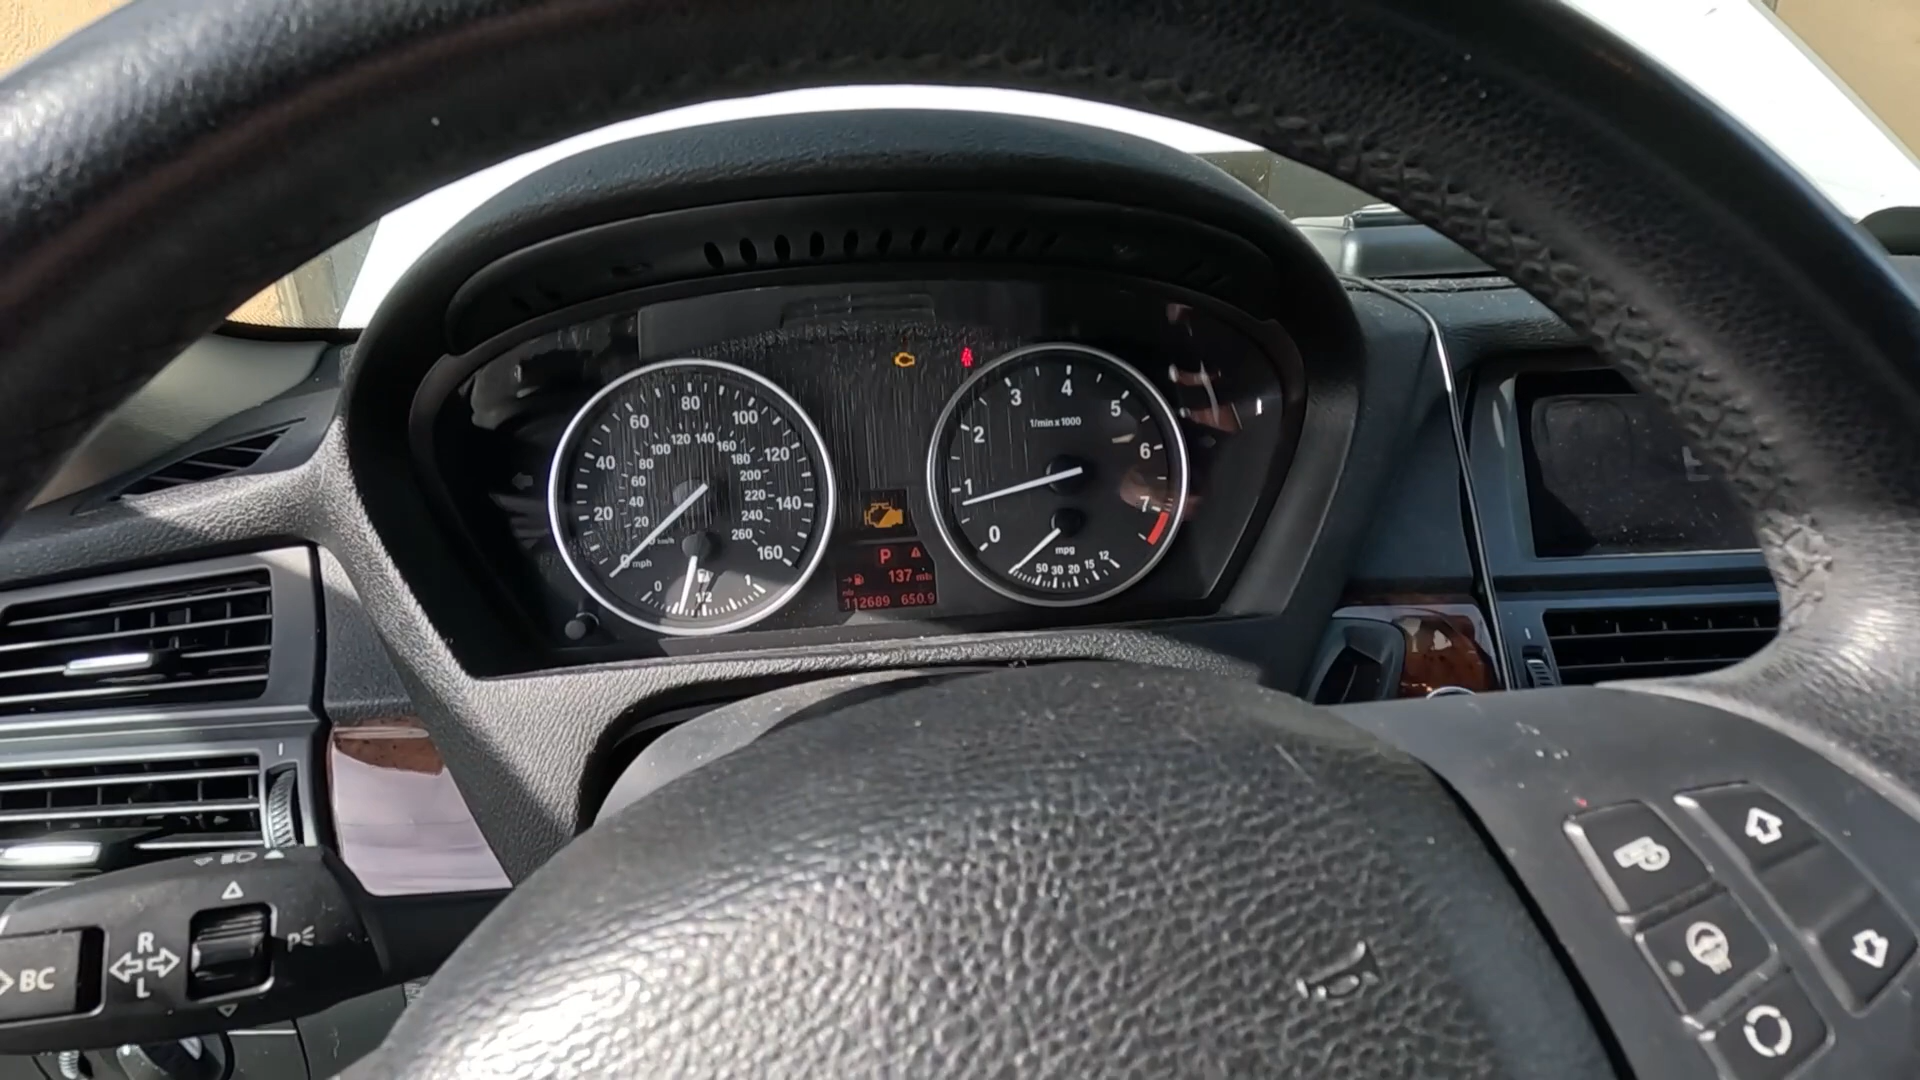 80
60 100
120 140
100 160
40 80 180 120
60 200
40 220
20 20 240 140
km/h 260
0 mph 160
0 1/2 1
P
137 mls
mls
112689 650.9
4
3 5
1/min x 1000
2 6
1 7
0
mpg
50 30 20 15 12
BC
R
L
P